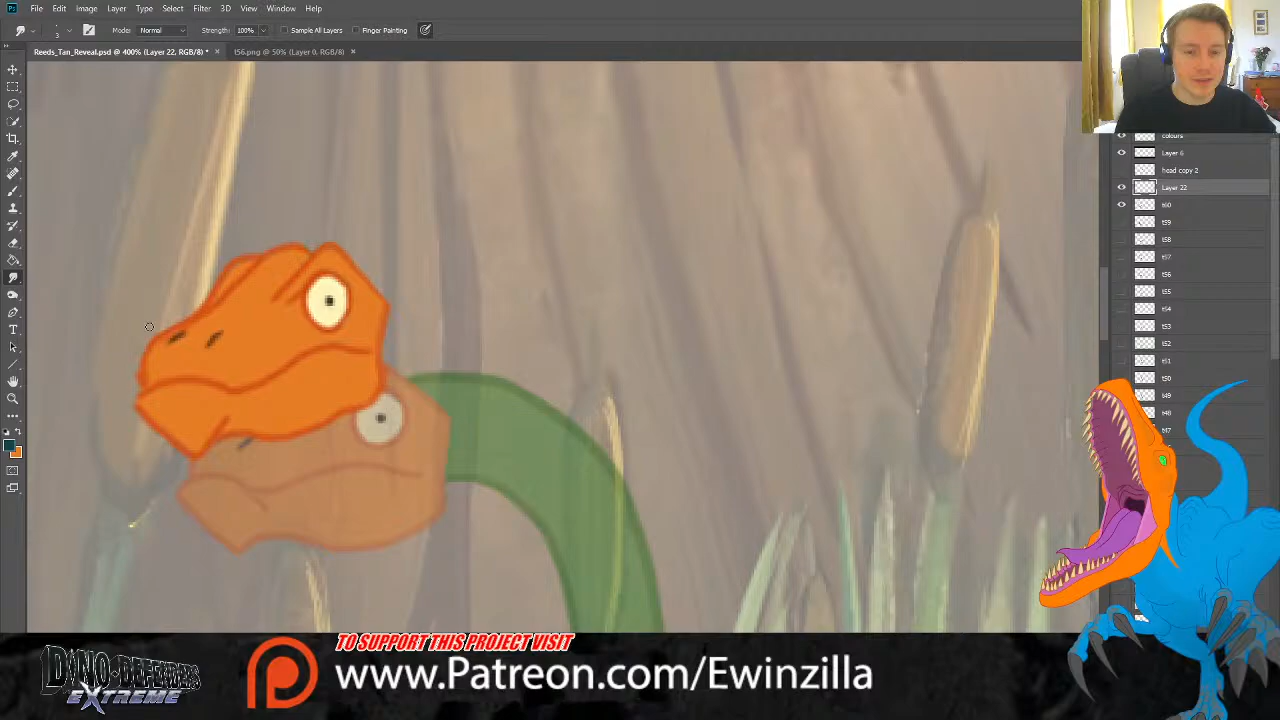 Ps File Edit Image Layer Type Select Filter 3D View Window Help
3 Mode: Normal Strength: 100% Sample All Layers Finger Painting
Reeds_Tan_Reveal.psd @ 400% (Layer 22, RGB/8) * × t56.png @ 50% (Layer 0, RGB/8) ×
colours
Layer 6
head copy 2
Layer 22
t60
t59
t58
t57
t56
t55
t54
t53
t52
t51
t50
t49
t48
t47
TO SUPPORT THIS PROJECT VISIT
www.Patreon.com/Ewinzilla
DINO-DEFENDERS
EXTREME